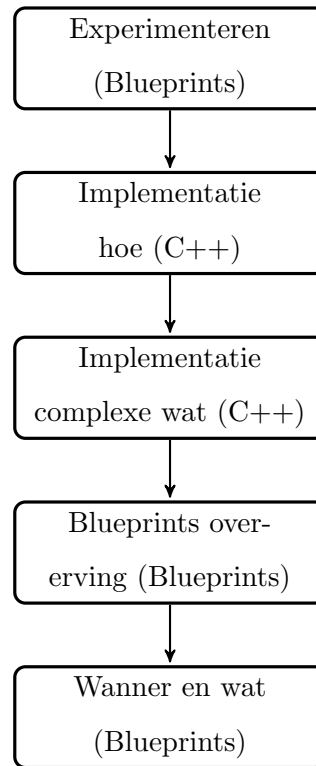 Experimenteren
(Blueprints)
Implementatie
hoe (C++)
Implementatie
complexe wat (C++)
Blueprints over-
erving (Blueprints)
Wanner en wat
(Blueprints)